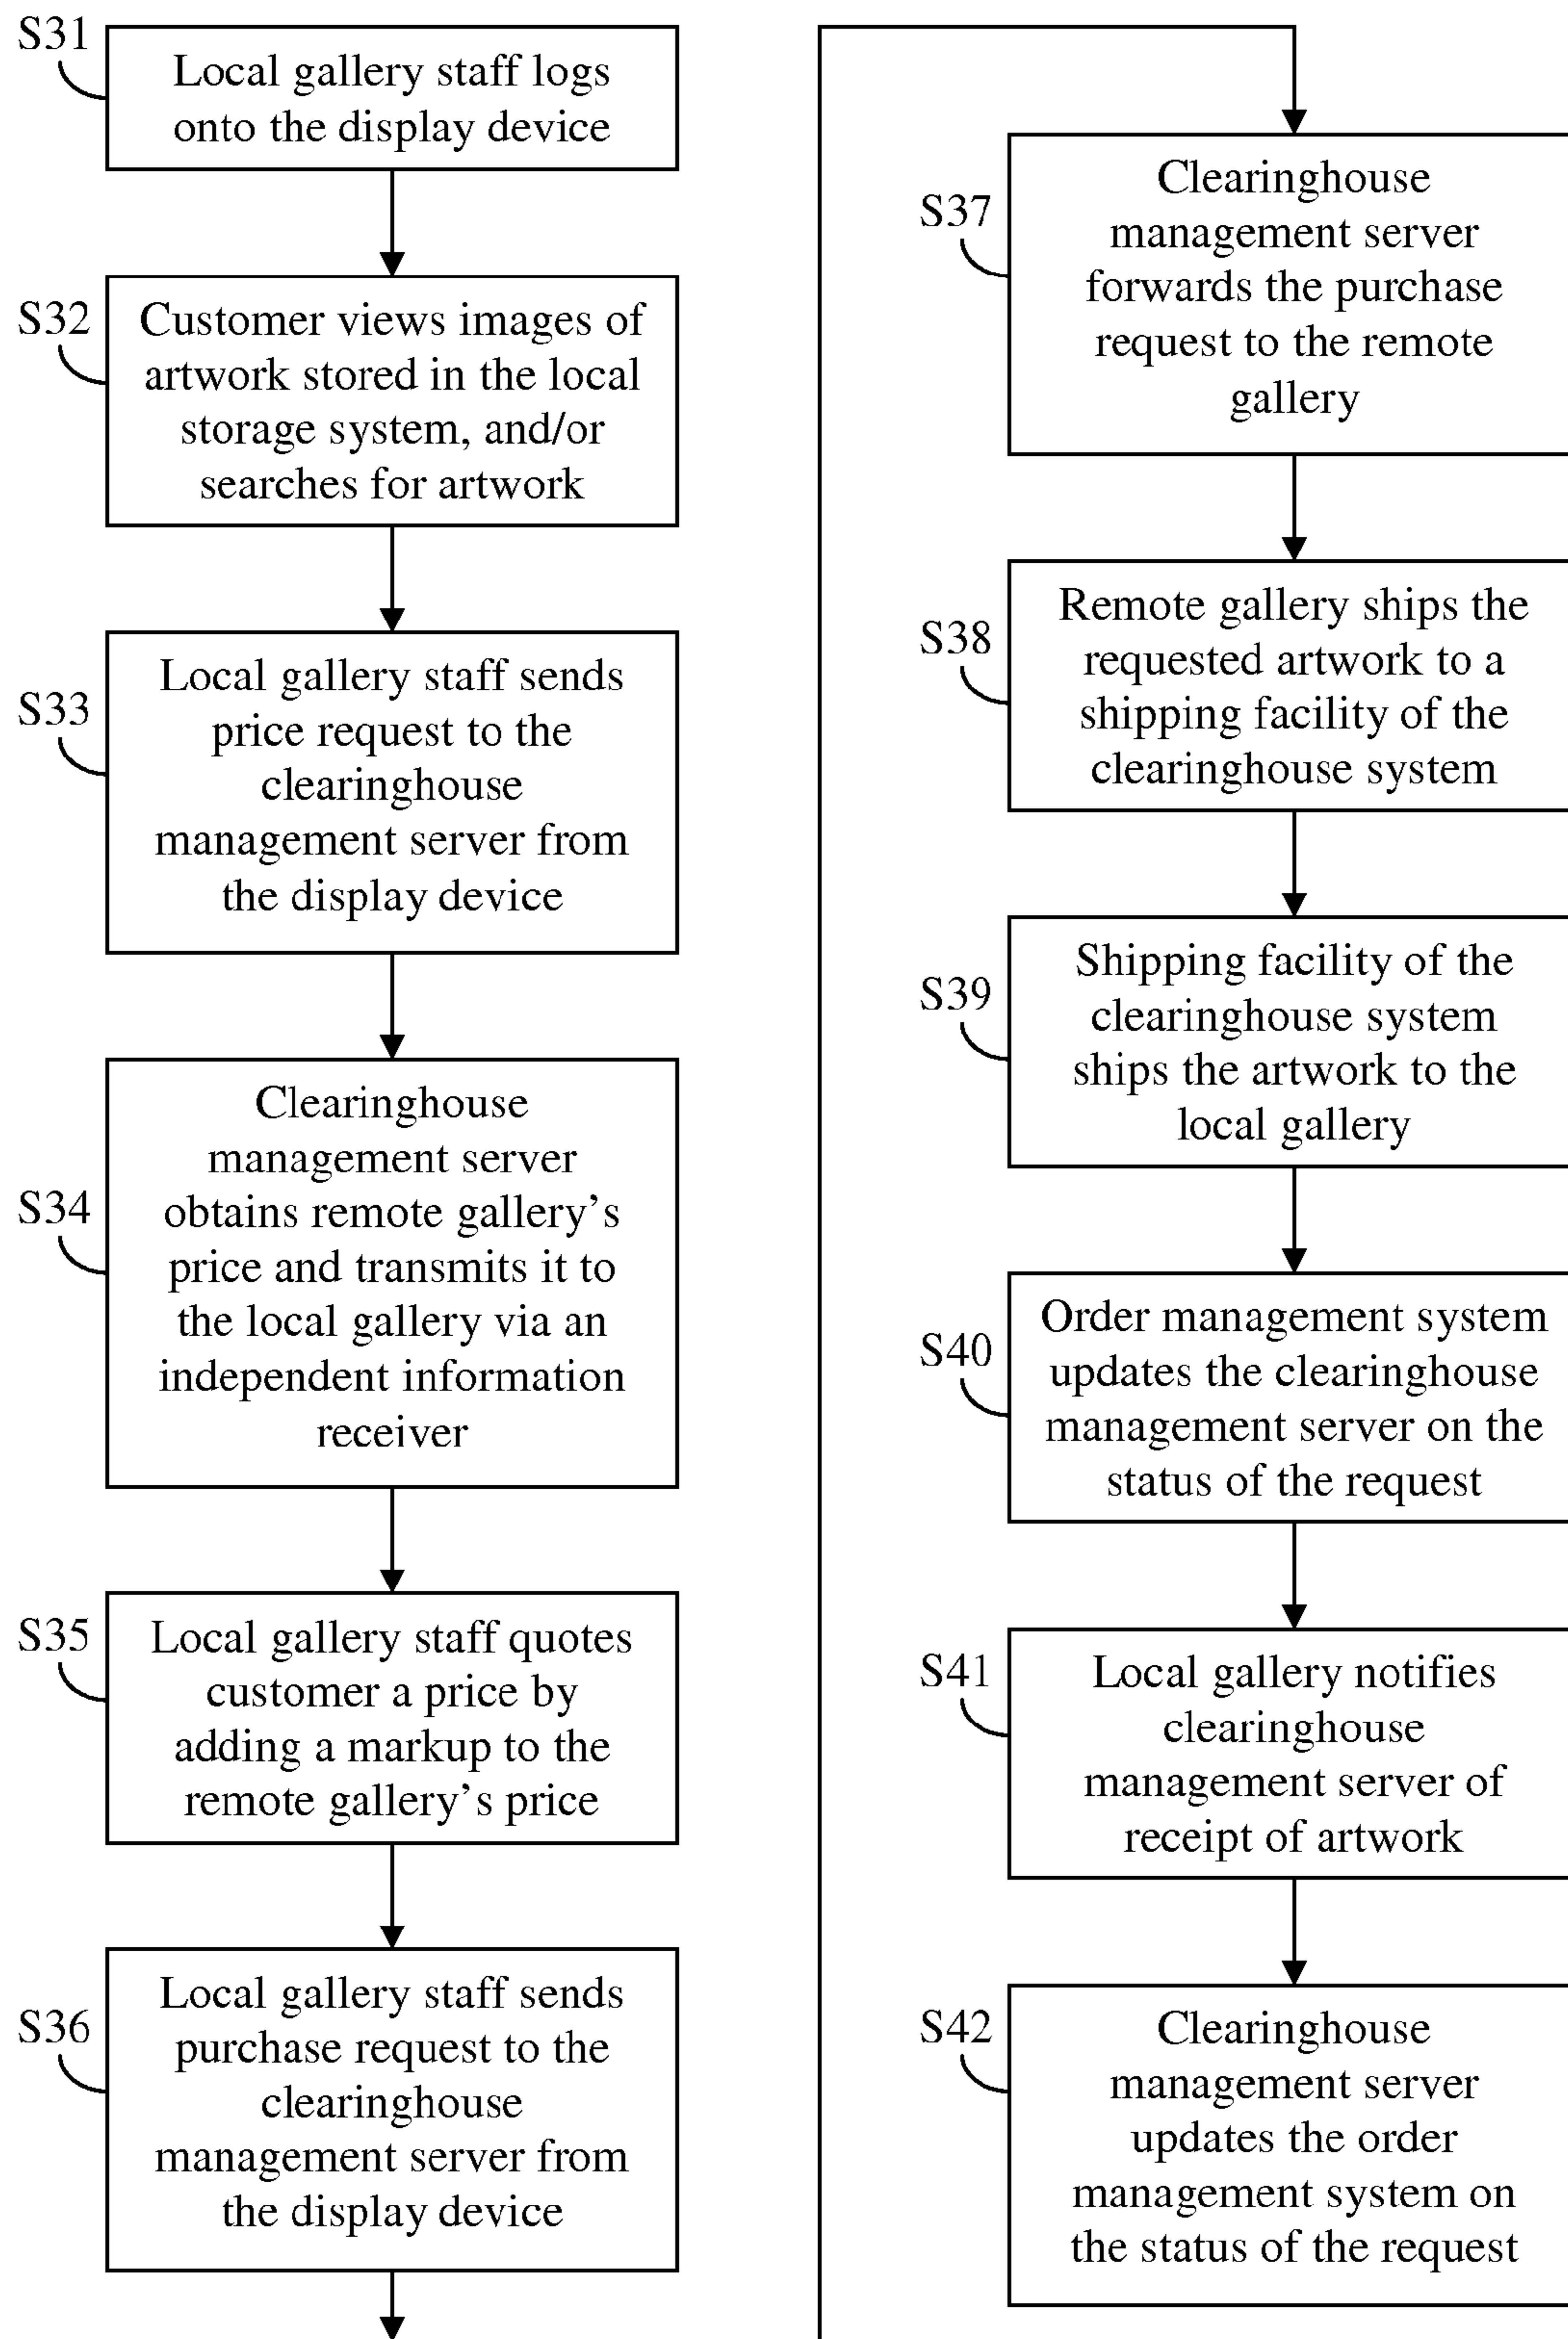 S31
Local gallery staff logs
onto the display device
S32
Customer views images of
artwork stored in the local
storage system, and/or
searches for artwork
S33
Local gallery staff sends
price request to the
clearinghouse
management server from
the display device
S34
Clearinghouse
management server
obtains remote gallery's
price and transmits it to
the local gallery via an
independent information
receiver
S35
Local gallery staff quotes
customer a price by
adding a markup to the
remote gallery's price
S36
Local gallery staff sends
purchase request to the
clearinghouse
management server from
the display device
S37
Clearinghouse
management server
forwards the purchase
request to the remote
gallery
S38
Remote gallery ships the
requested artwork to a
shipping facility of the
clearinghouse system
S39
Shipping facility of the
clearinghouse system
ships the artwork to the
local gallery
S40
Order management system
updates the clearinghouse
management server on the
status of the request
S41
Local gallery notifies
clearinghouse
management server of
receipt of artwork
S42
Clearinghouse
management server
updates the order
management system on
the status of the request